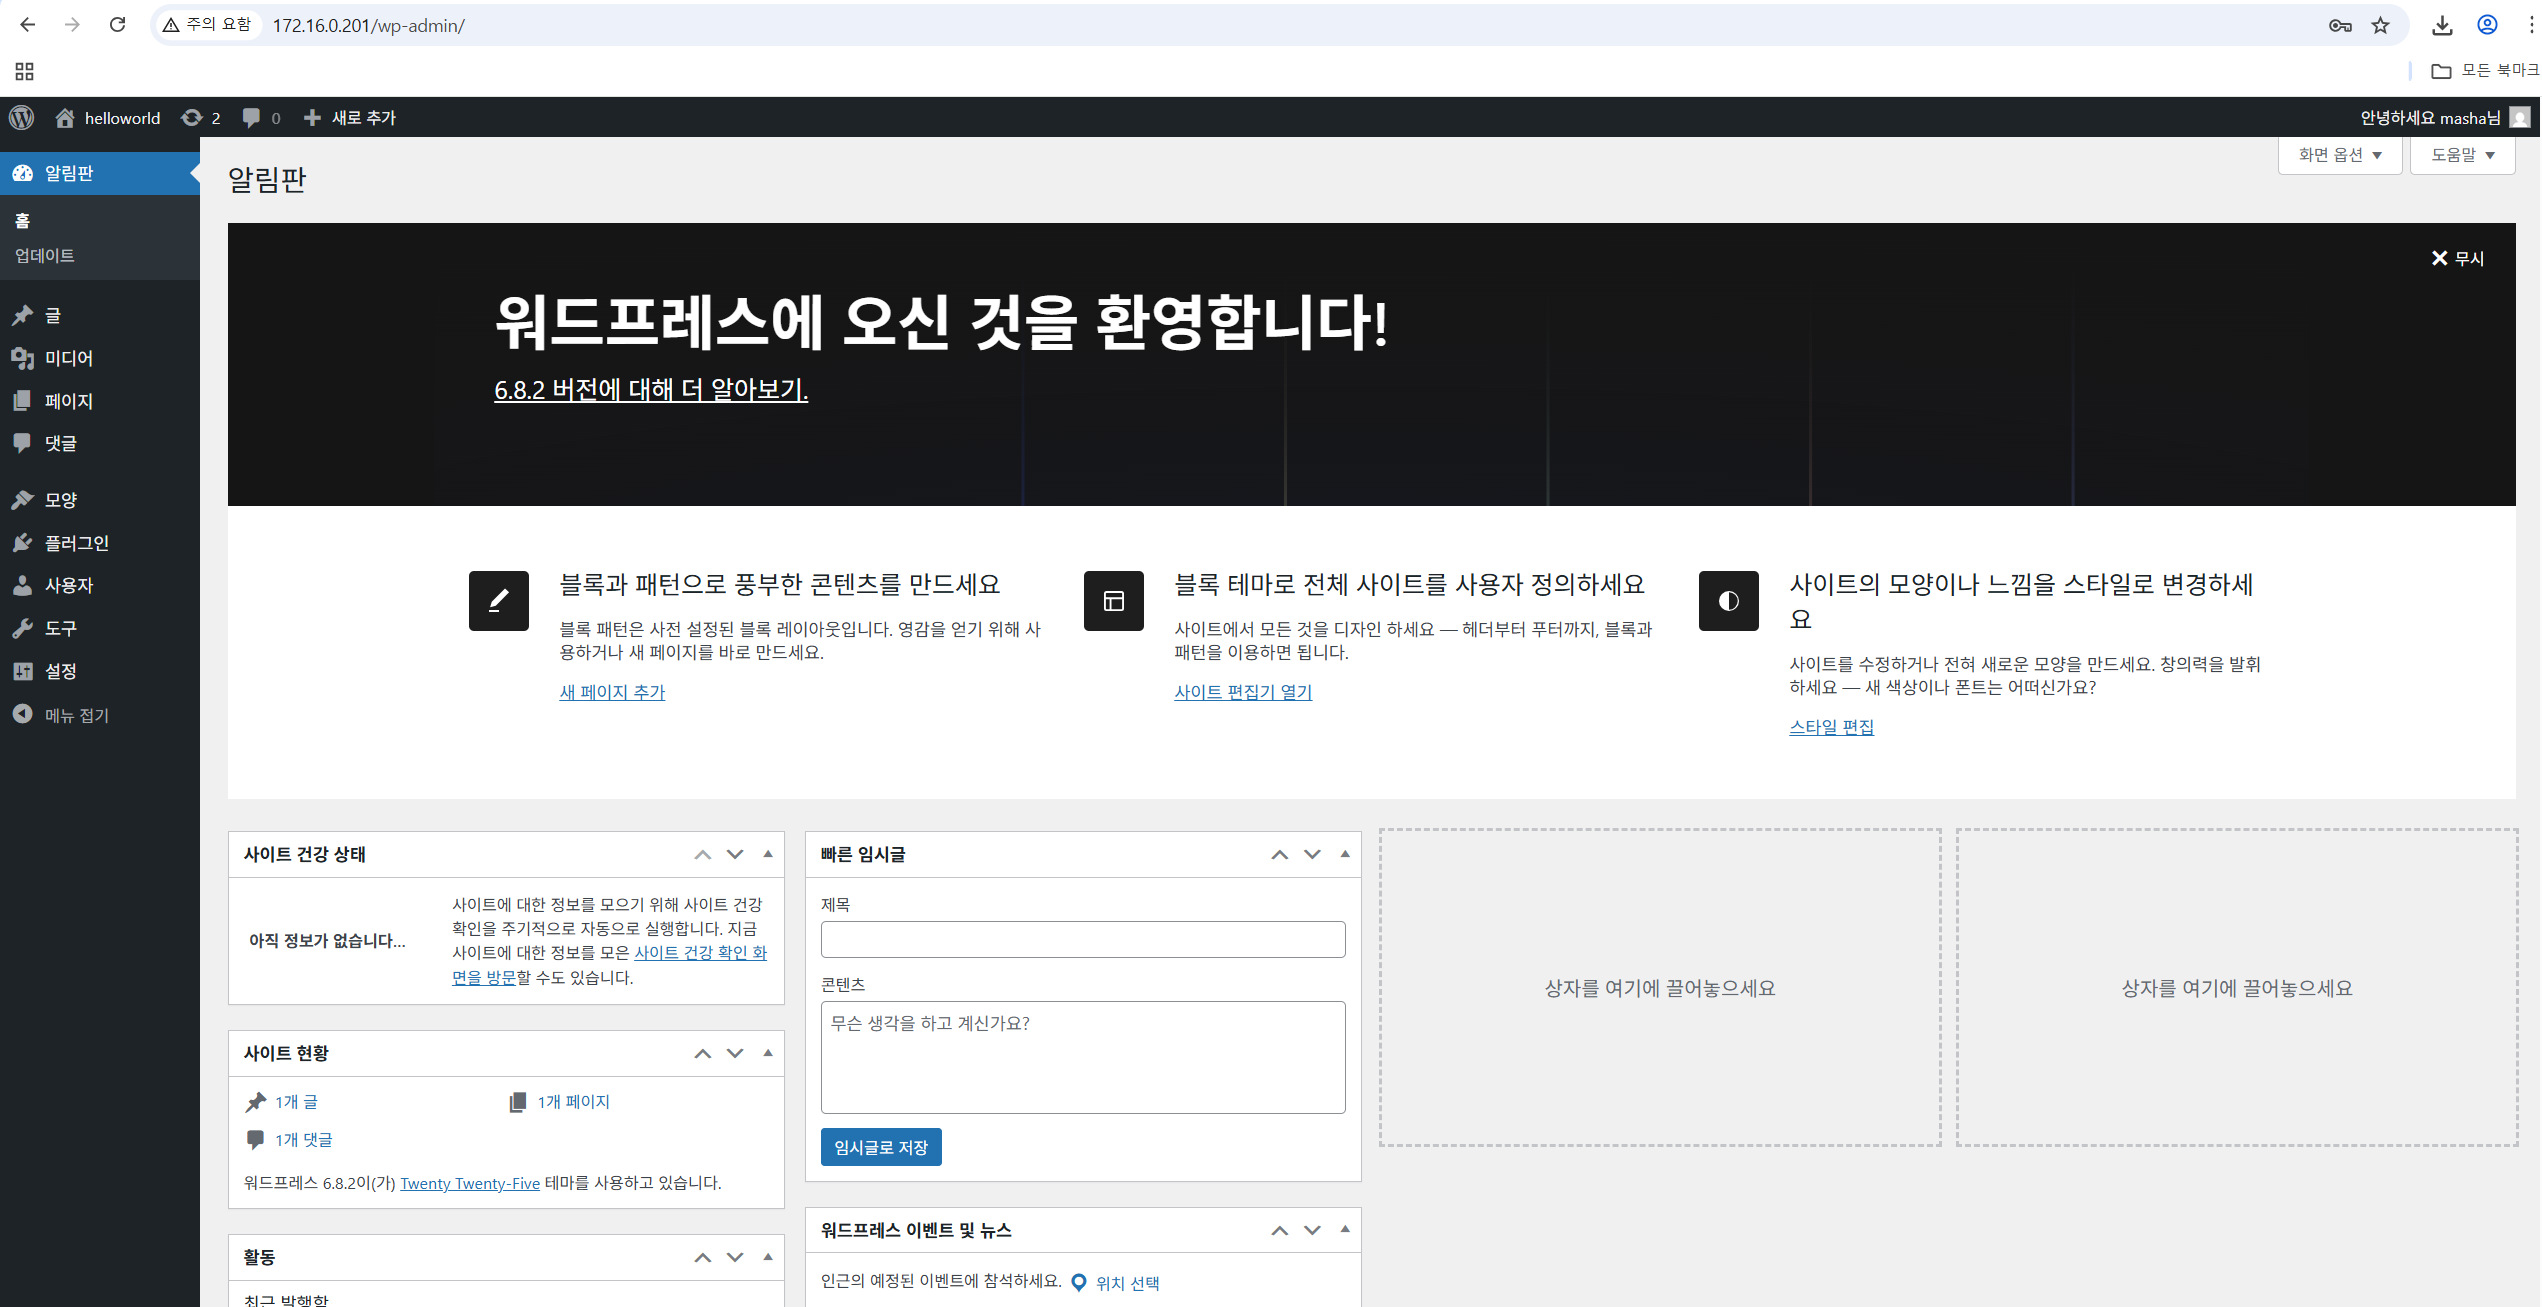 주의 요함
172.16.0.201/wp-admin/
모든 북마크
helloworld
2
0
새로 추가
안녕하세요 masha님
알림판
홈
업데이트
글
미디어
페이지
댓글
모양
플러그인
사용자
도구
설정
메뉴 접기
알림판
화면 옵션
도움말
무시
워드프레스에 오신 것을 환영합니다!
6.8.2 버전에 대해 더 알아보기.
블록과 패턴으로 풍부한 콘텐츠를 만드세요
블록 패턴은 사전 설정된 블록 레이아웃입니다. 영감을 얻기 위해 사
용하거나 새 페이지를 바로 만드세요.
새 페이지 추가
블록 테마로 전체 사이트를 사용자 정의하세요
사이트에서 모든 것을 디자인 하세요 — 헤더부터 푸터까지, 블록과
패턴을 이용하면 됩니다.
사이트 편집기 열기
사이트의 모양이나 느낌을 스타일로 변경하세
요
사이트를 수정하거나 전혀 새로운 모양을 만드세요. 창의력을 발휘
하세요 — 새 색상이나 폰트는 어떠신가요?
스타일 편집
사이트 건강 상태
아직 정보가 없습니다...
사이트에 대한 정보를 모으기 위해 사이트 건강
확인을 주기적으로 자동으로 실행합니다. 지금
사이트에 대한 정보를 모은 사이트 건강 확인 화
면을 방문할 수도 있습니다.
사이트 현황
1개 글
1개 페이지
1개 댓글
워드프레스 6.8.2이(가) Twenty Twenty-Five 테마를 사용하고 있습니다.
활동
최근 발행함
빠른 임시글
제목
콘텐츠
무슨 생각을 하고 계신가요?
임시글로 저장
워드프레스 이벤트 및 뉴스
인근의 예정된 이벤트에 참석하세요. 위치 선택
상자를 여기에 끌어놓으세요
상자를 여기에 끌어놓으세요